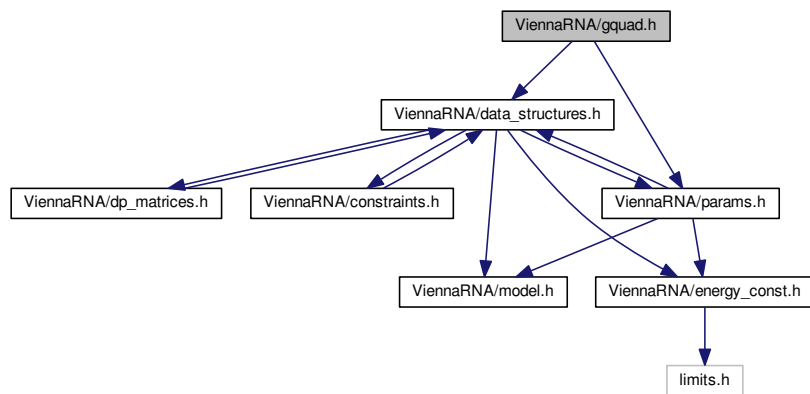 ViennaRNA/gquad.h
ViennaRNA/data_structures.h
ViennaRNA/dp_matrices.h
ViennaRNA/constraints.h
ViennaRNA/params.h
ViennaRNA/model.h
ViennaRNA/energy_const.h
limits.h